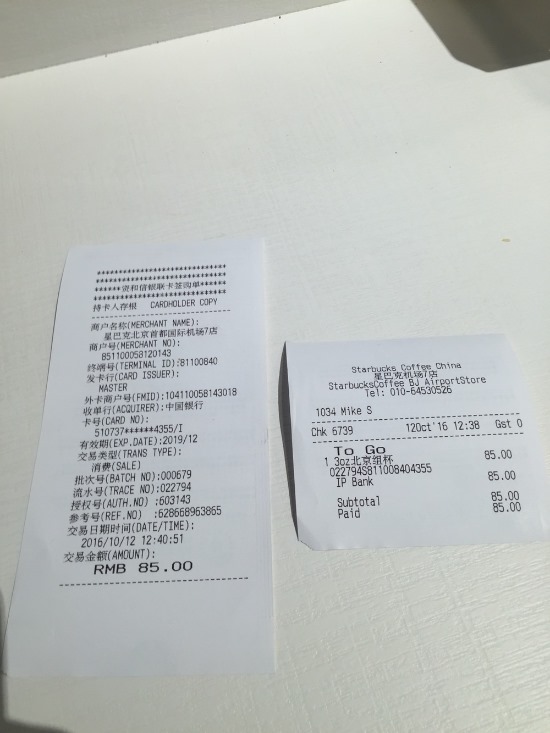 ******************************
******************************
******资和信银联卡签购单******
******************************
持卡人存根 CARDHOLDER COPY
商户名称(MERCHANT NAME):
星巴克北京首都国际机场7店
商户号(MERCHANT NO):
851100058120143
终端号(TERMINAL ID):81100840
发卡行(CARD ISSUER):
MASTER
外卡商户号(FMID):104110058143018
收单行(ACQUIRER):中国银行
卡号(CARD NO):
510737******4355/I
有效期(EXP.DATE):2019/12
交易类型(TRANS TYPE):
消费(SALE)
批次号(BATCH NO):000679
流水号(TRACE NO):022794
授权号(AUTH.NO) :603143
参考号(REF.NO) :628668963865
交易日期时间(DATE/TIME):
2016/10/12 12:40:51
交易金额(AMOUNT):
RMB 85.00
Starbucks Coffee China
星巴克机场7店
StarbucksCoffee BJ AirportStore
Tel: 010-64530526
1034 Mike S
Chk 6739 12Oct'16 12:38 Gst 0
To Go
1 3oz北京组杯 85.00
022794S811008404355
IP Bank 85.00
Subtotal 85.00
Paid 85.00